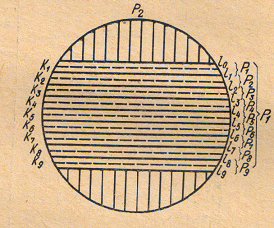 P₂
K₁ l₀ P₁
K₂ l₁ P₂
K₃ l₂ P₃
K₄ l₃ P₄
K₅ l₄ P₅
K₆ l₅ P₆
K₇ l₆ P₇
K₈ l₇ P₈
K₉ l₈ P₉
l₉
P₁